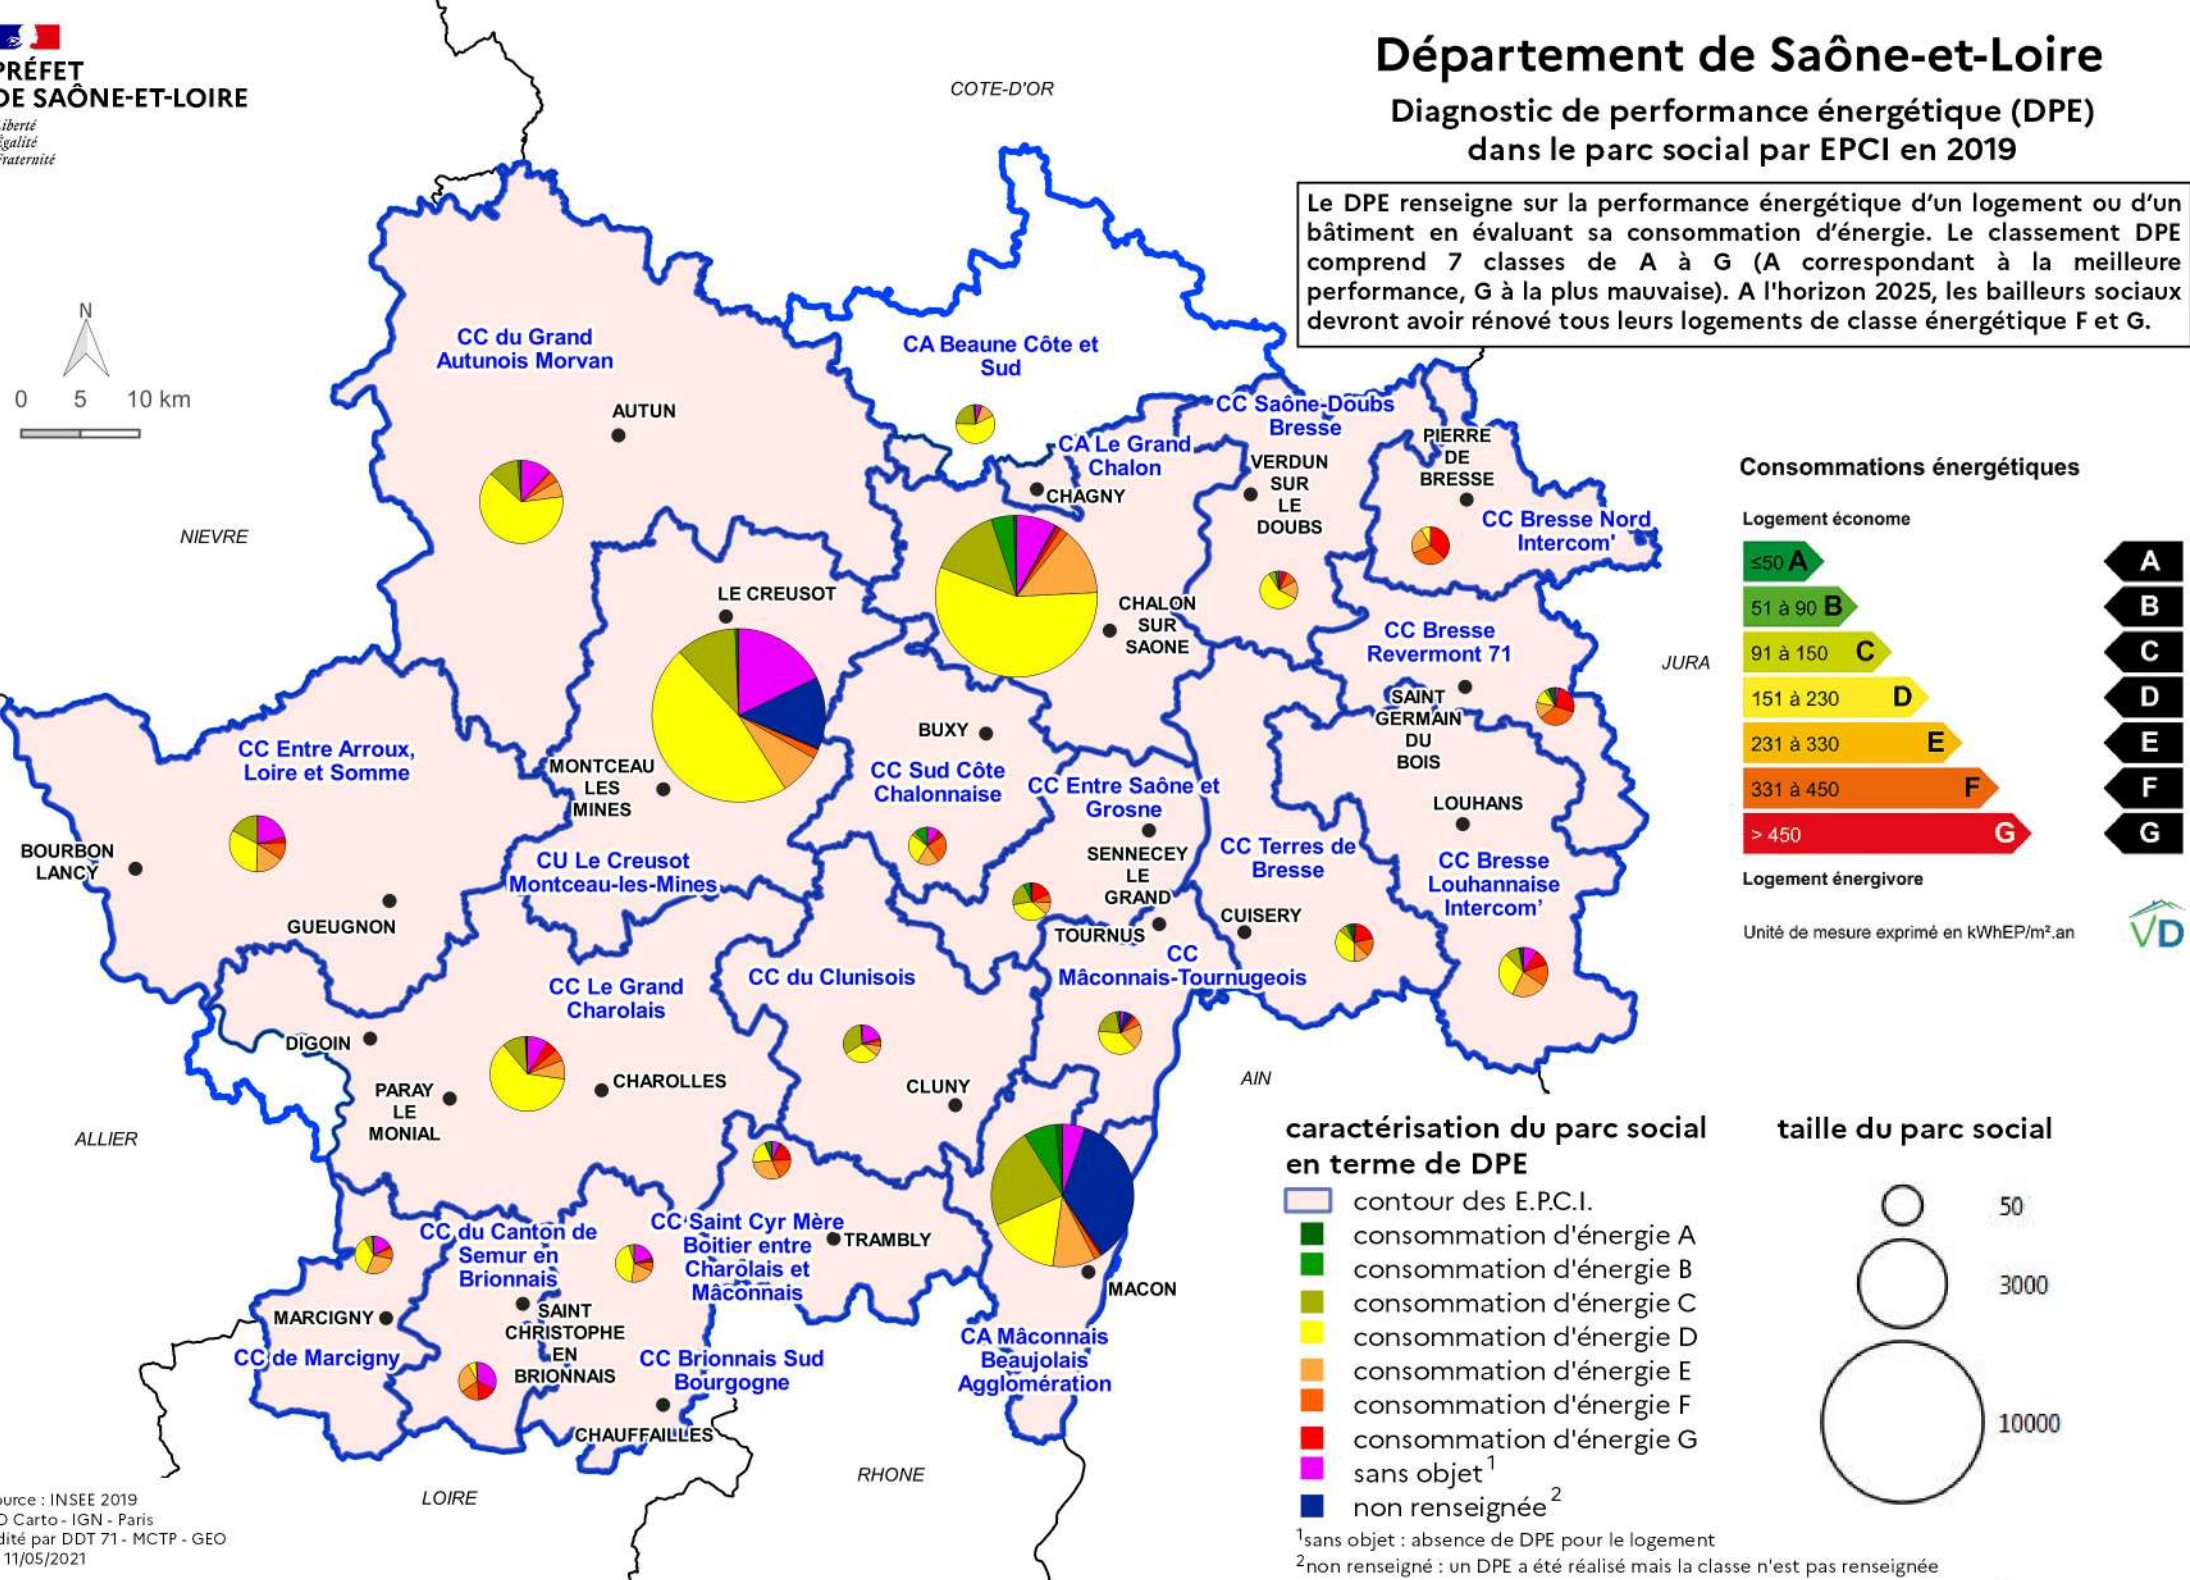 PRÉFET
DE SAÔNE-ET-LOIRE
Liberté
Égalité
Fraternité
Département de Saône-et-Loire
Diagnostic de performance énergétique (DPE)
dans le parc social par EPCI en 2019
Le DPE renseigne sur la performance énergétique d'un logement ou d'un
bâtiment en évaluant sa consommation d'énergie. Le classement DPE
comprend 7 classes de A à G (A correspondant à la meilleure
performance, G à la plus mauvaise). A l'horizon 2025, les bailleurs sociaux
devront avoir rénové tous leurs logements de classe énergétique F et G.
N
0 5 10 km
COTE-D'OR
NIEVRE
JURA
ALLIER
AIN
LOIRE
RHONE
CC du Grand
Autunois Morvan
AUTUN
CA Beaune Côte et
Sud
CA Le Grand
Chalon
CHAGNY
CC Saône-Doubs
Bresse
VERDUN
SUR
LE
DOUBS
PIERRE
DE
BRESSE
CC Bresse Nord
Intercom'
LE CREUSOT
CHALON
SUR
SAONE
CC Bresse
Revermont 71
SAINT
GERMAIN
DU
BOIS
BUXY
CC Entre Arroux,
Loire et Somme
MONTCEAU
LES
MINES
CC Sud Côte
Chalonnaise
CC Entre Saône et
Grosne
LOUHANS
BOURBON
LANCY
CU Le Creusot
Montceau-les-Mines
SENNECEY
LE
GRAND
CC Terres de
Bresse
CC Bresse
Louhannaise
Intercom’
GUEUGNON
TOURNUS
CUISERY
CC
Mâconnais-Tournugeois
CC Le Grand
Charolais
CC du Clunisois
DIGOIN
PARAY
LE
MONIAL
CHAROLLES
CLUNY
CC du Canton de
Semur en
Brionnais
CC Saint Cyr Mère
Boitier entre
Charolais et
Mâconnais
TRAMBLY
MACON
MARCIGNY
SAINT
CHRISTOPHE
EN
BRIONNAIS
CC de Marcigny
CC Brionnais Sud
Bourgogne
CA Mâconnais
Beaujolais
Agglomération
CHAUFFAILLES
Consommations énergétiques
Logement économe
≤50 A A
51 à 90 B B
91 à 150 C C
151 à 230 D D
231 à 330 E E
331 à 450 F F
> 450 G G
Logement énergivore
Unité de mesure exprimé en kWhEP/m².an
VD
caractérisation du parc social
en terme de DPE
contour des E.P.C.I.
consommation d'énergie A
consommation d'énergie B
consommation d'énergie C
consommation d'énergie D
consommation d'énergie E
consommation d'énergie F
consommation d'énergie G
sans objet¹
non renseignée²
taille du parc social
50
3000
10000
¹sans objet : absence de DPE pour le logement
²non renseigné : un DPE a été réalisé mais la classe n'est pas renseignée
ource : INSEE 2019
D Carto - IGN - Paris
dité par DDT 71 - MCTP - GEO
11/05/2021